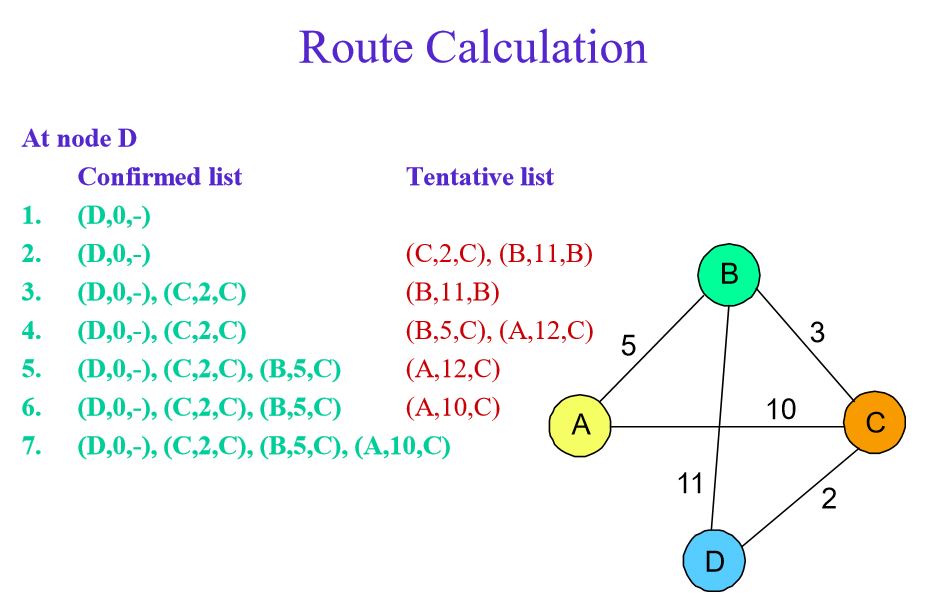 Route Calculation
At node D
Confirmed list Tentative list
1. (D,0,-)
2. (D,0,-) (C,2,C), (B,11,B)
3. (D,0,-), (C,2,C) (B,11,B)
4. (D,0,-), (C,2,C) (B,5,C), (A,12,C)
5. (D,0,-), (C,2,C), (B,5,C) (A,12,C)
6. (D,0,-), (C,2,C), (B,5,C) (A,10,C)
7. (D,0,-), (C,2,C), (B,5,C), (A,10,C)
B
5 3
10
A C
11 2
D